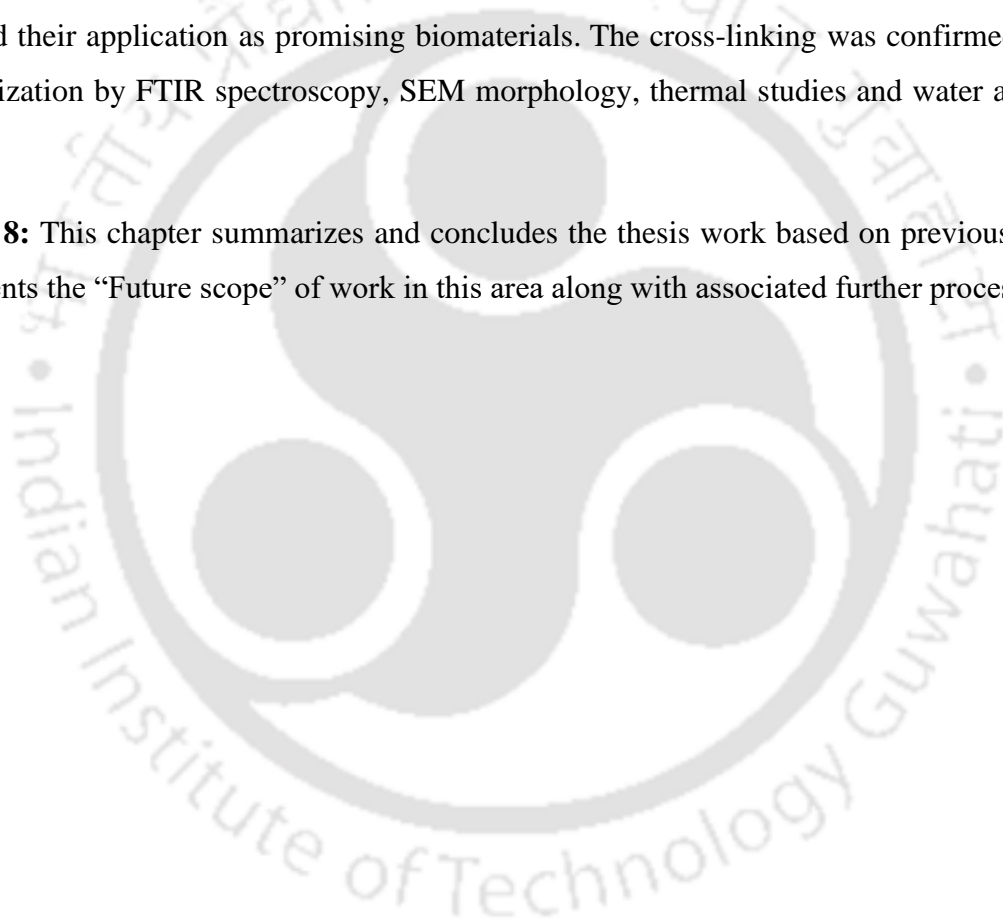 d their application as promising biomaterials. The cross-linking was confirme
ization by FTIR spectroscopy, SEM morphology, thermal studies and water a
8: This chapter summarizes and concludes the thesis work based on previous
ents the “Future scope” of work in this area along with associated further proces
Indian Institute of Technology Guwahati